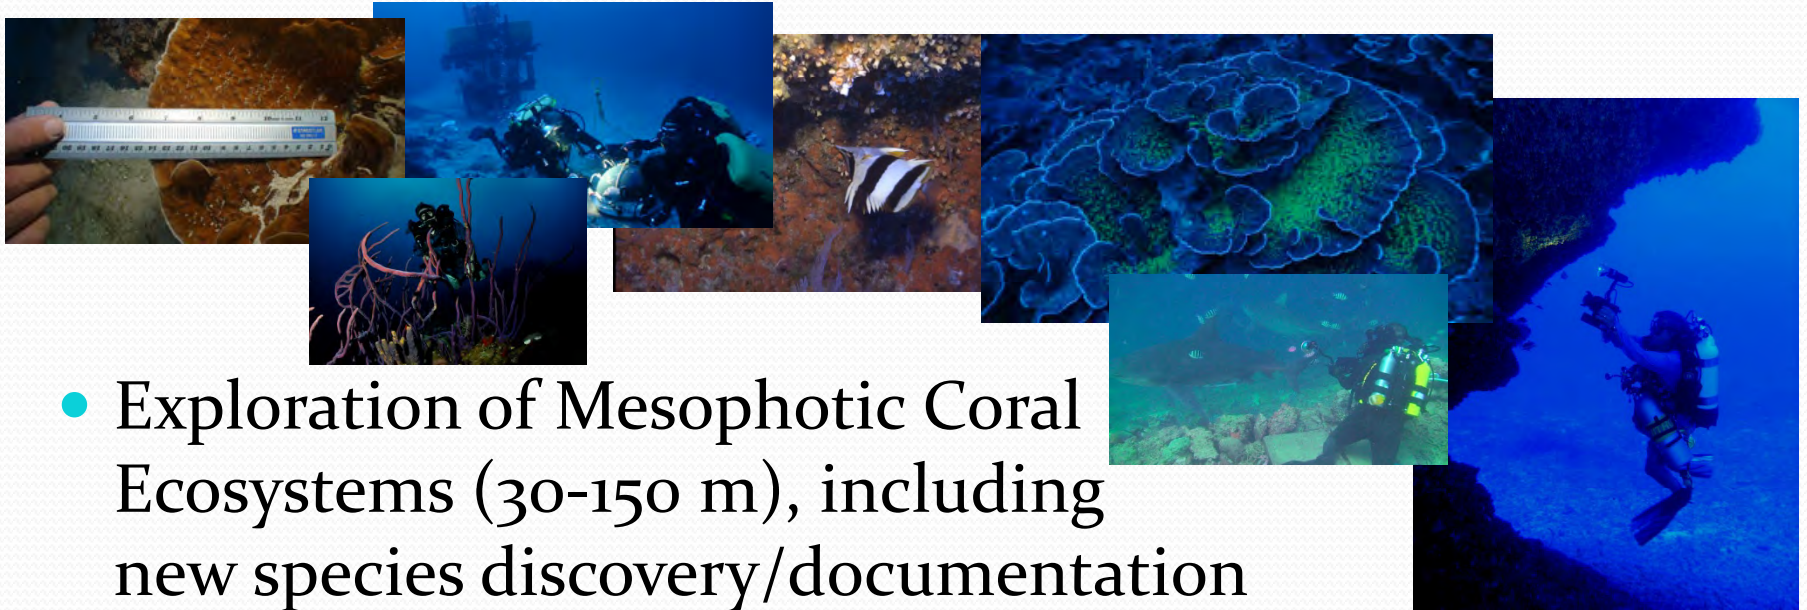 • Exploration of Mesophotic Coral
Ecosystems (30-150 m), including
new species discovery/documentation